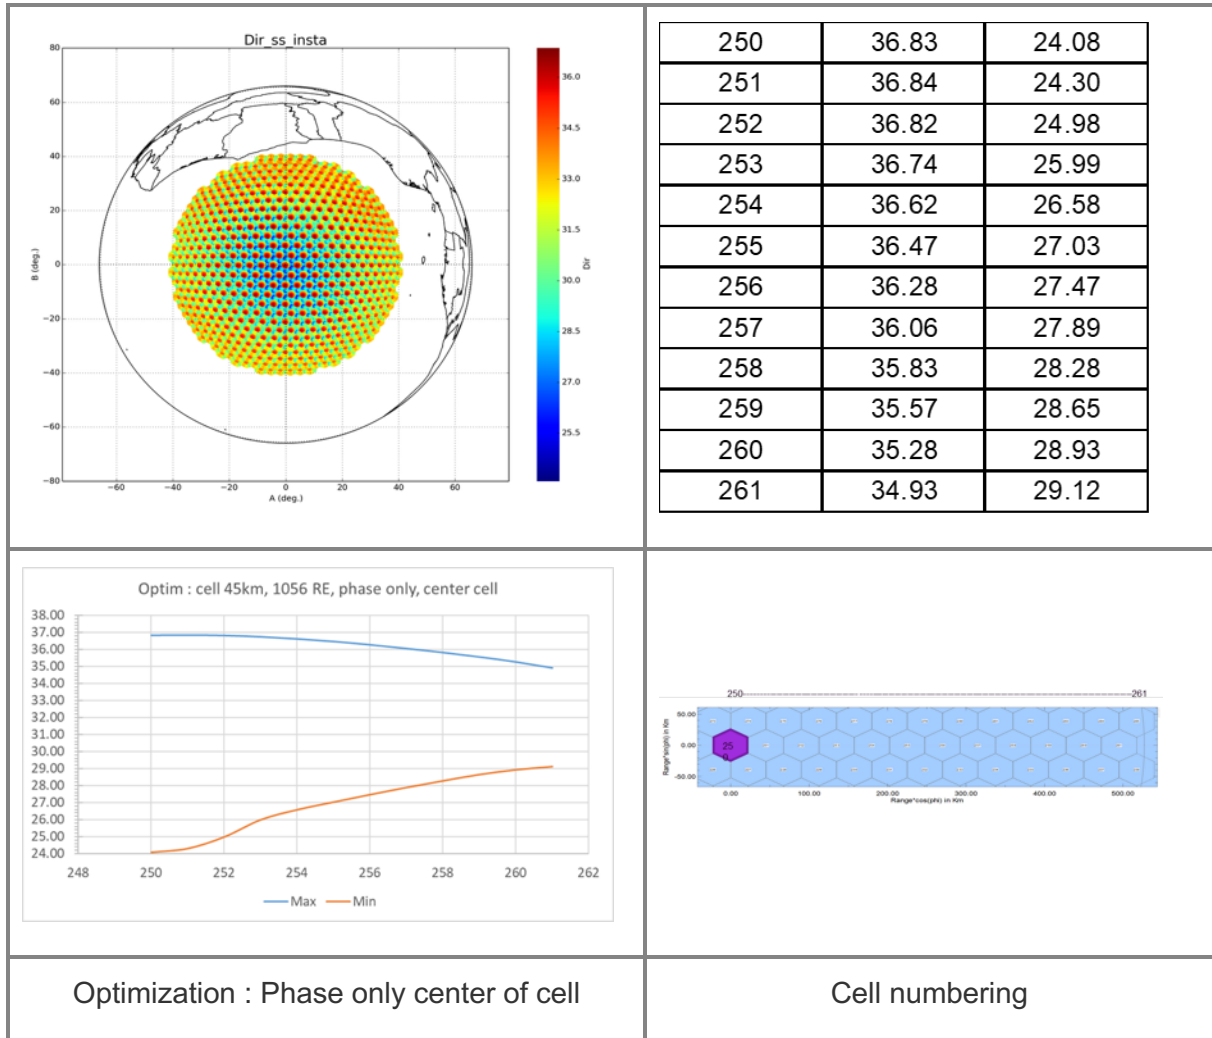 Dir_ss_insta
80
60
40
20
0
−20
−40
−60
−80
−60
−40
−20
0
20
40
60
A (deg.)
B (deg.)
36.0
34.5
33.0
31.5
30.0
28.5
27.0
25.5
Dir
250 36.83 24.08
251 36.84 24.30
252 36.82 24.98
253 36.74 25.99
254 36.62 26.58
255 36.47 27.03
256 36.28 27.47
257 36.06 27.89
258 35.83 28.28
259 35.57 28.65
260 35.28 28.93
261 34.93 29.12
Optim : cell 45km, 1056 RE, phase only, center cell
38.00
37.00
36.00
35.00
34.00
33.00
32.00
31.00
30.00
29.00
28.00
27.00
26.00
25.00
24.00
248 250 252 254 256 258 260 262
Max Min
250 261
50.00
0.00
-50.00
Range*sin(phi) in Km
25
0.00 100.00 200.00 300.00 400.00 500.00
Range*cos(phi) in Km
Optimization : Phase only center of cell
Cell numbering